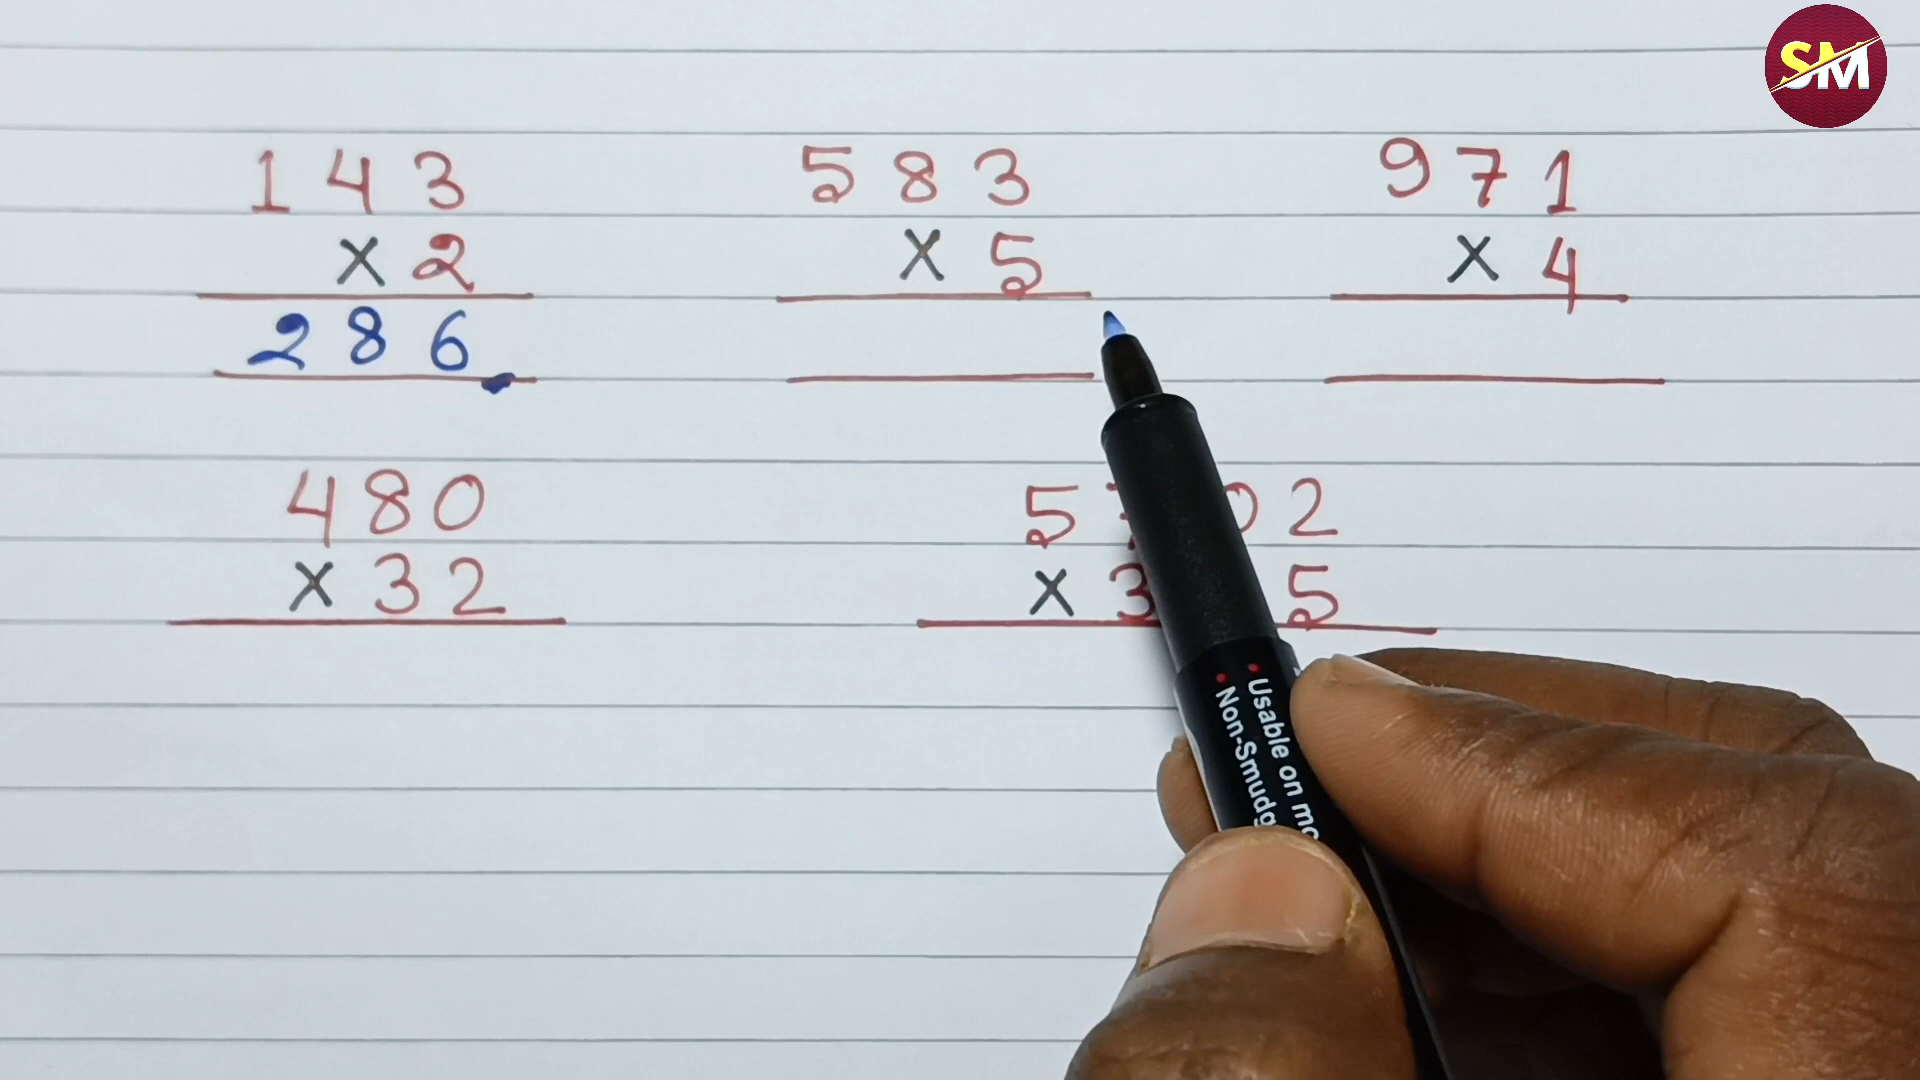 SM
1 4 3
× 2
2 8 6
5 8 3
× 5
9 7 1
× 4
4 8 0
× 3 2
5 0 2
× 3 5
• Usable on
• Non-Smudg